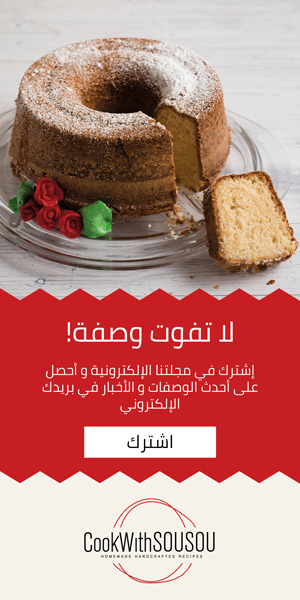 لا تفوت وصفة!
إشترك في مجلتنا الإلكترونية و أحصل
على أحدث الوصفات و الأخبار في بريدك
الإلكتروني
اشترك
CookWithSOUSOU
HOMEMADE HANDCRAFTED RECIPES